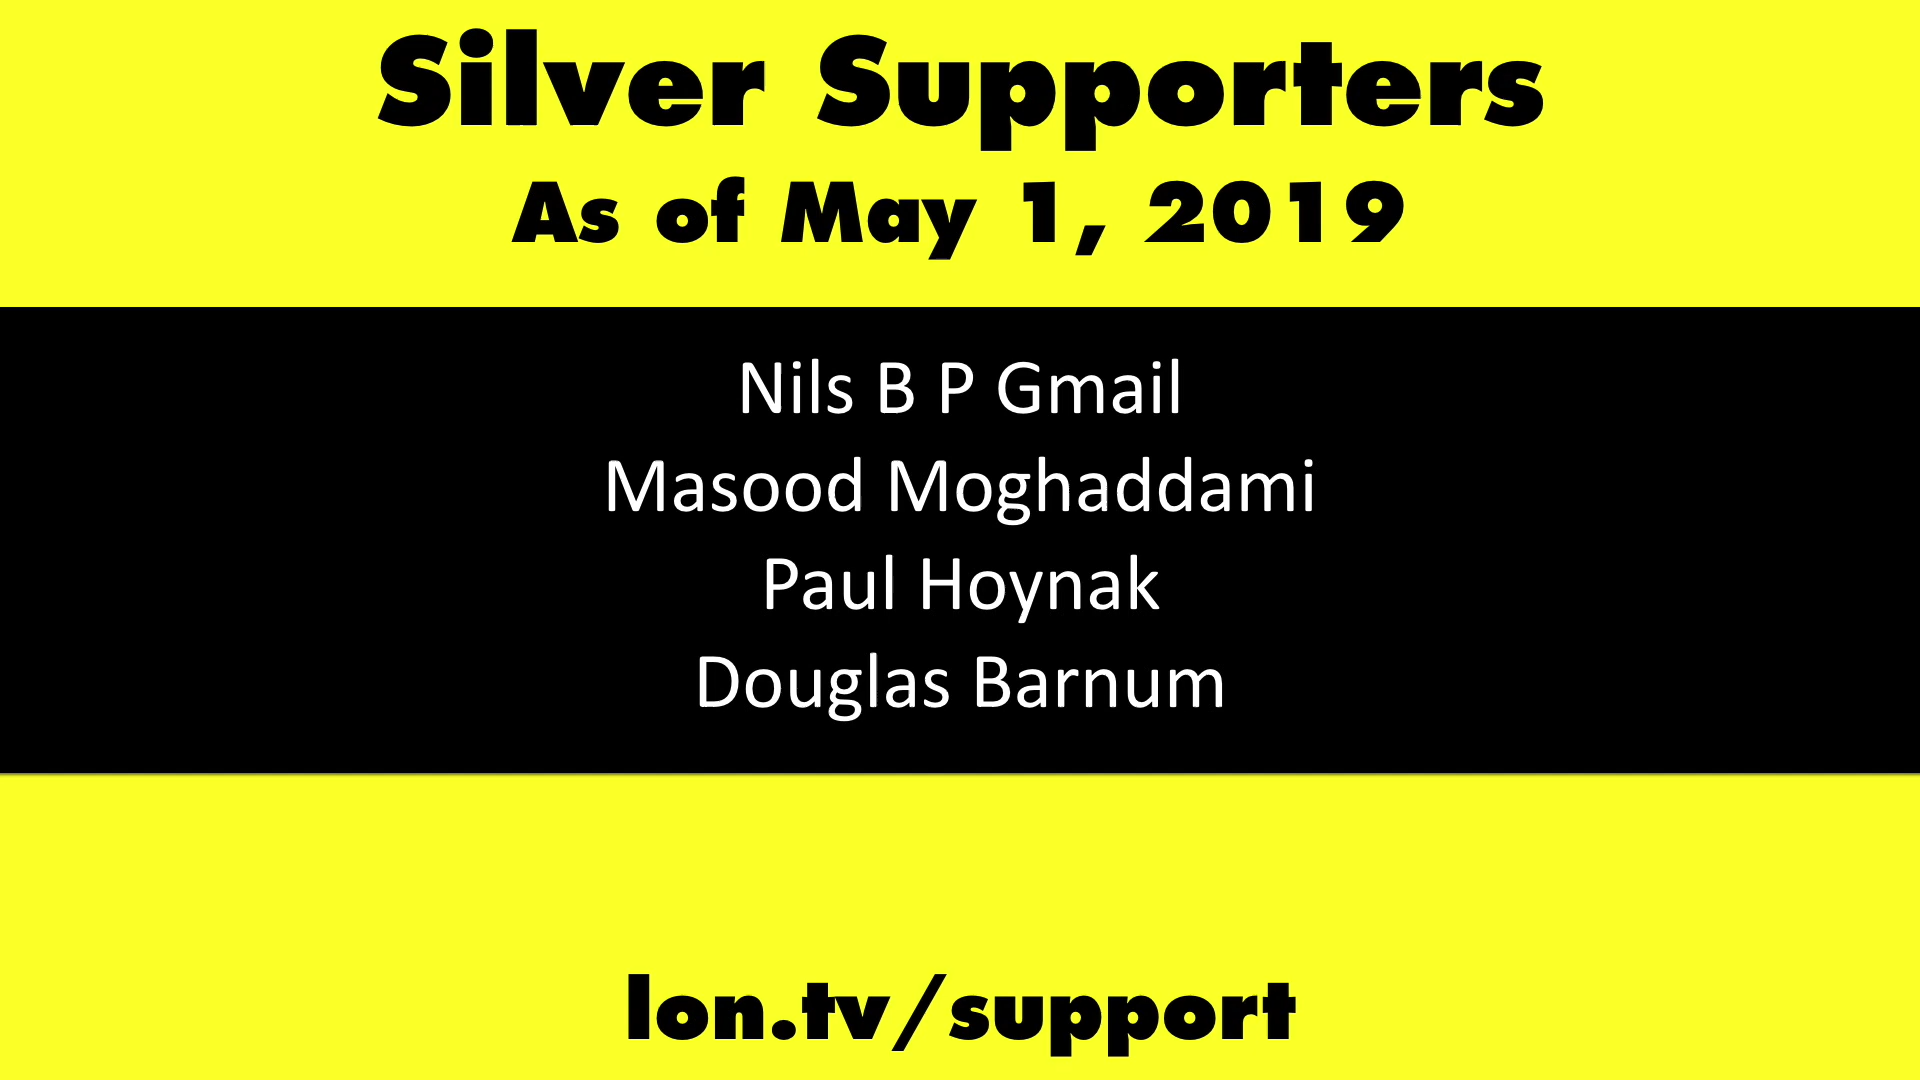 Silver Supporters
As of May 1, 2019
Nils B P Gmail
Masood Moghaddami
Paul Hoynak
Douglas Barnum
lon.tv/support